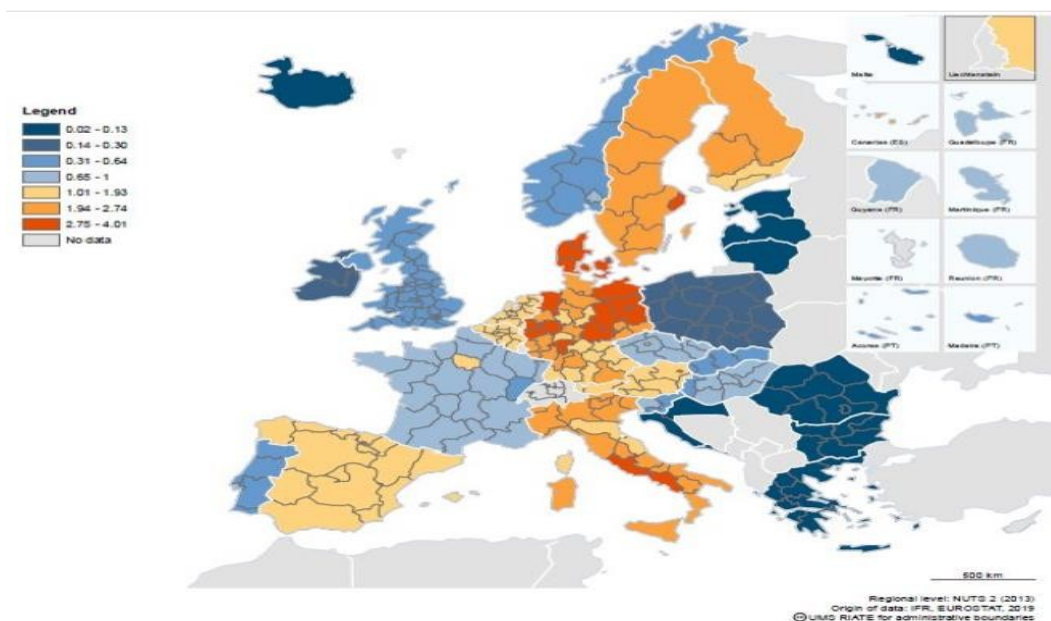 Legend
0.02 - 0.13
0.14 - 0.30
0.31 - 0.64
0.65 - 1
1.01 - 1.93
1.94 - 2.74
2.75 - 4.01
No data
Malta
Liechtenstein
Canarias (ES)
Guadeloupe (FR)
Guyane (FR)
Martinique (FR)
Mayotte (FR)
Reunion (FR)
Acores (PT)
Madeira (PT)
500 km
Regional level: NUTS 2 (2013)
Origin of data: IFR, EUROSTAT, 2019
UMS RIATE for administrative boundaries